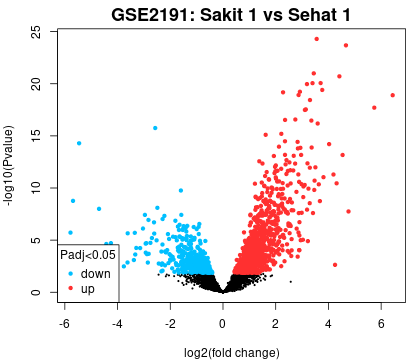 GSE2191: Sakit 1 vs Sehat 1
-log10(Pvalue)
25
20
15
10
5
0
Padj<0.05
down
up
-6 -4 -2 0 2 4 6
log2(fold change)